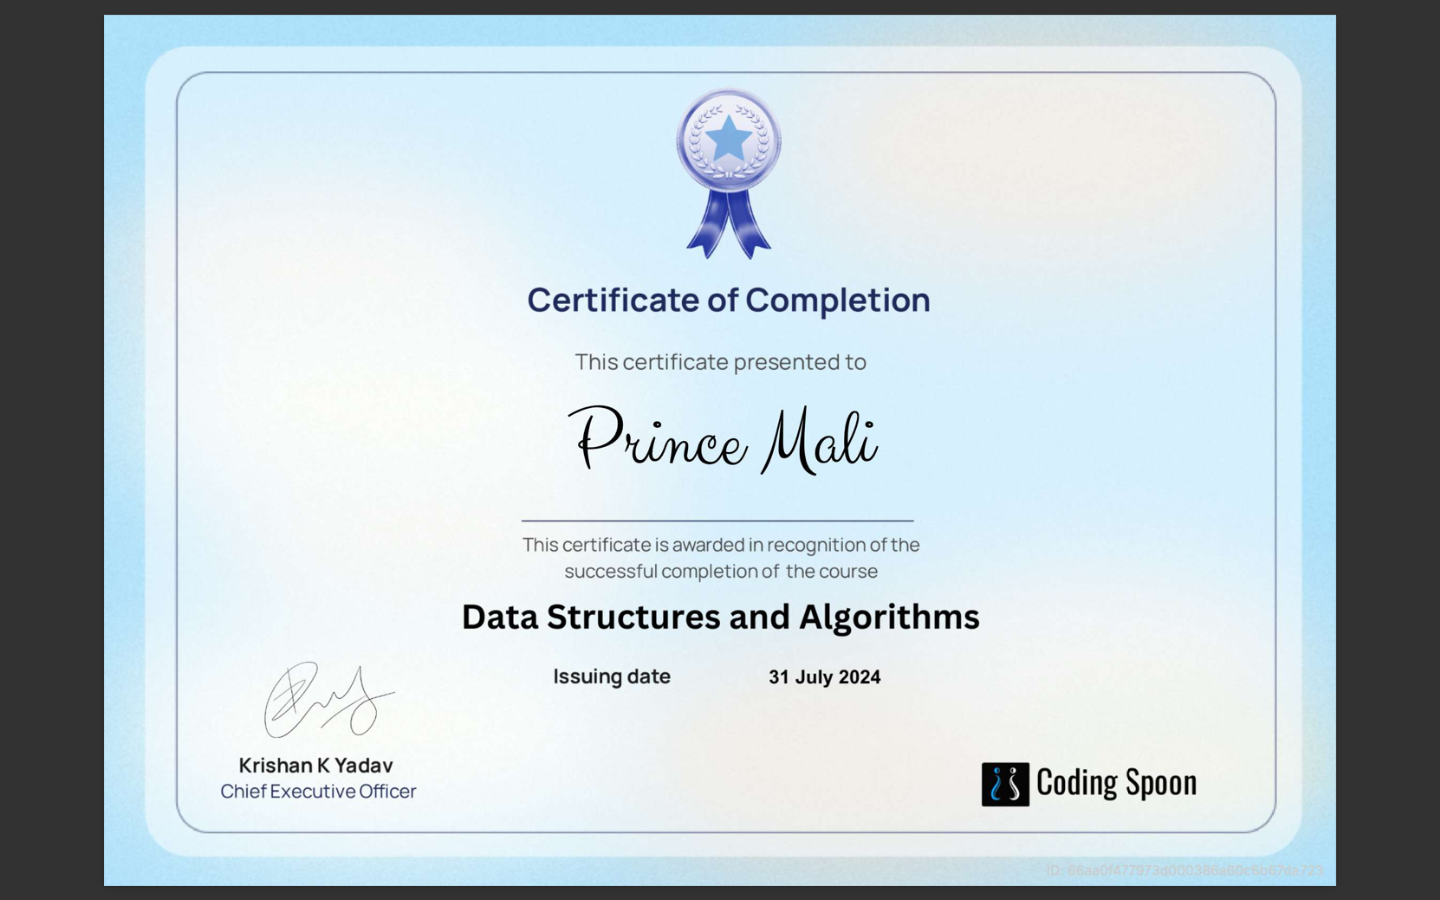 Certificate of Completion
This certificate presented to
Prince Mali
This certificate is awarded in recognition of the
successful completion of the course
Data Structures and Algorithms
Issuing date 31 July 2024
Krishan K Yadav
Chief Executive Officer
Coding Spoon